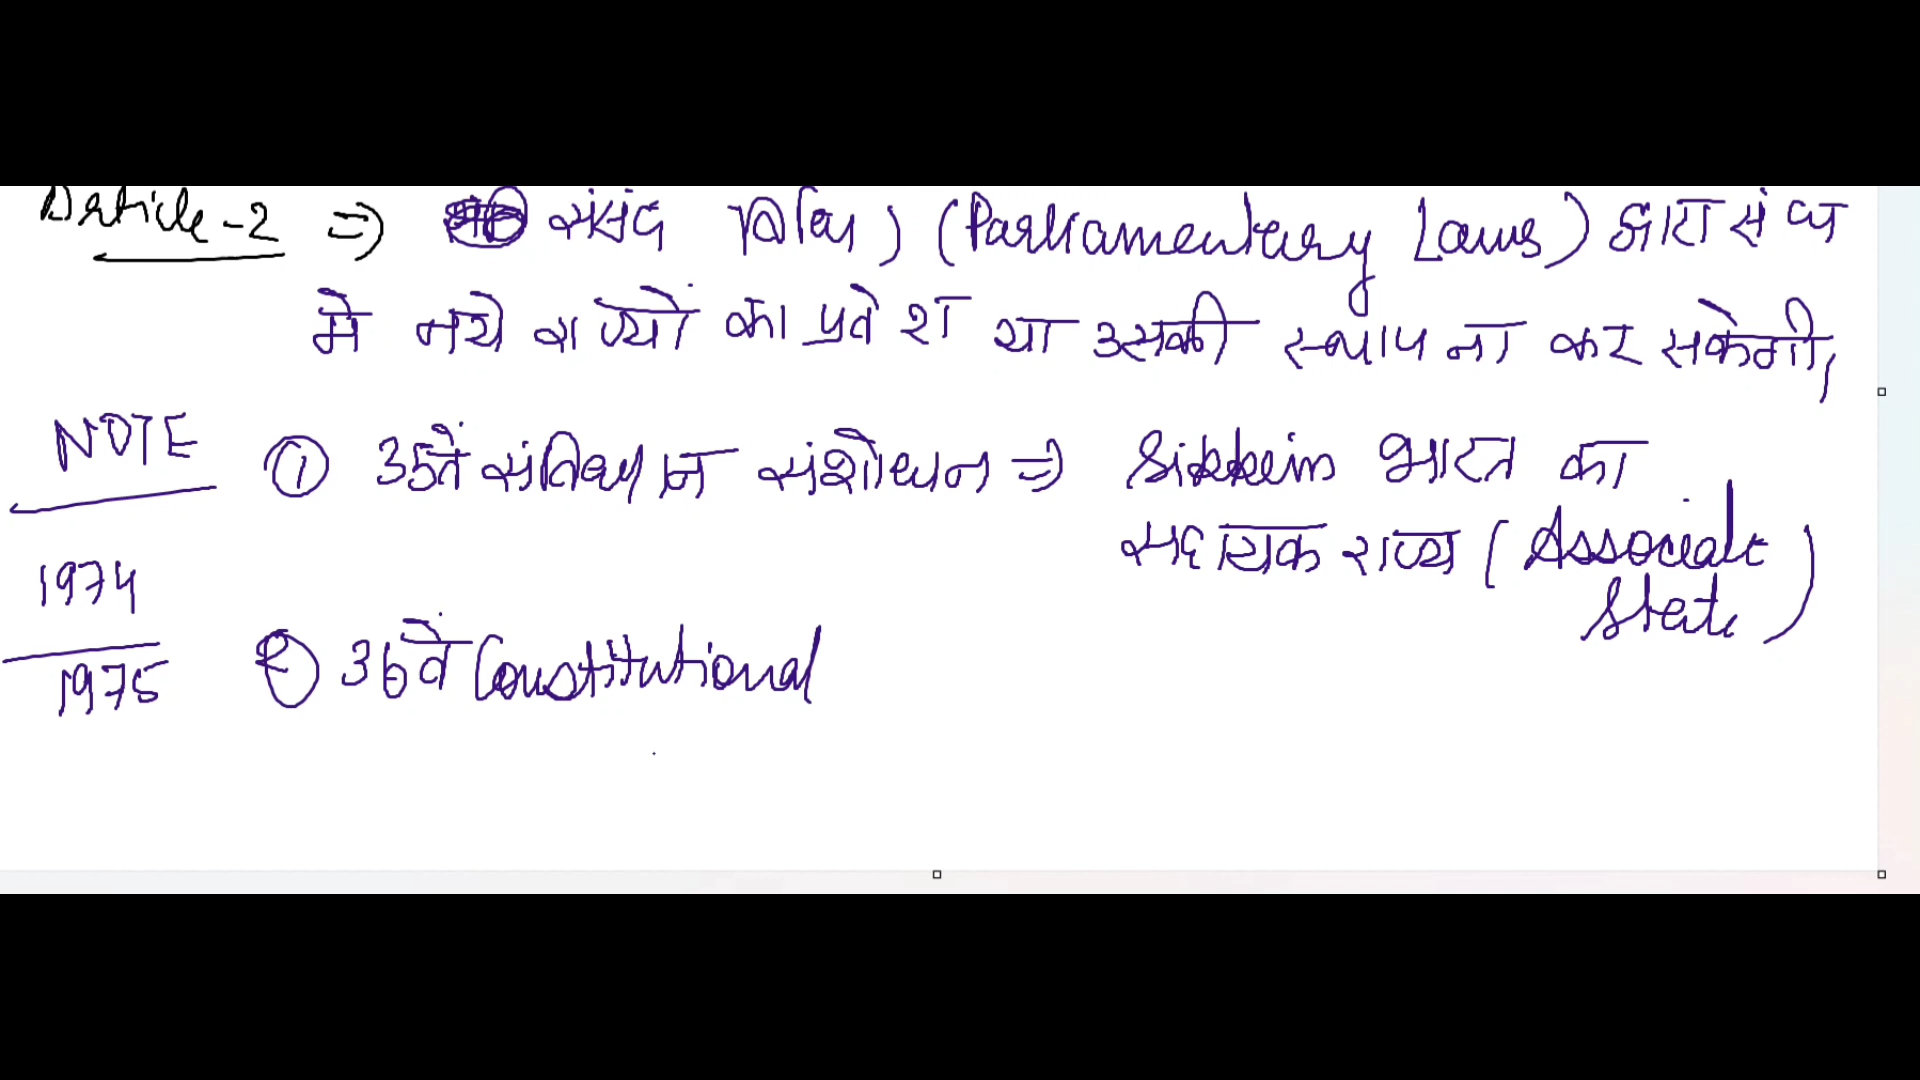 Article-2 ⇒ संसद विधि (Parliamentary Laws) द्वारा संघ
में नये राज्यों का प्रवेश या उसकी स्थापना कर सकेगी,
NOTE ① 35वें संविधान संशोधन ⇒ Sikkim भारत का
सहायक राज्य (Associate
State)
1974
1975 ② 36वें Constitutional